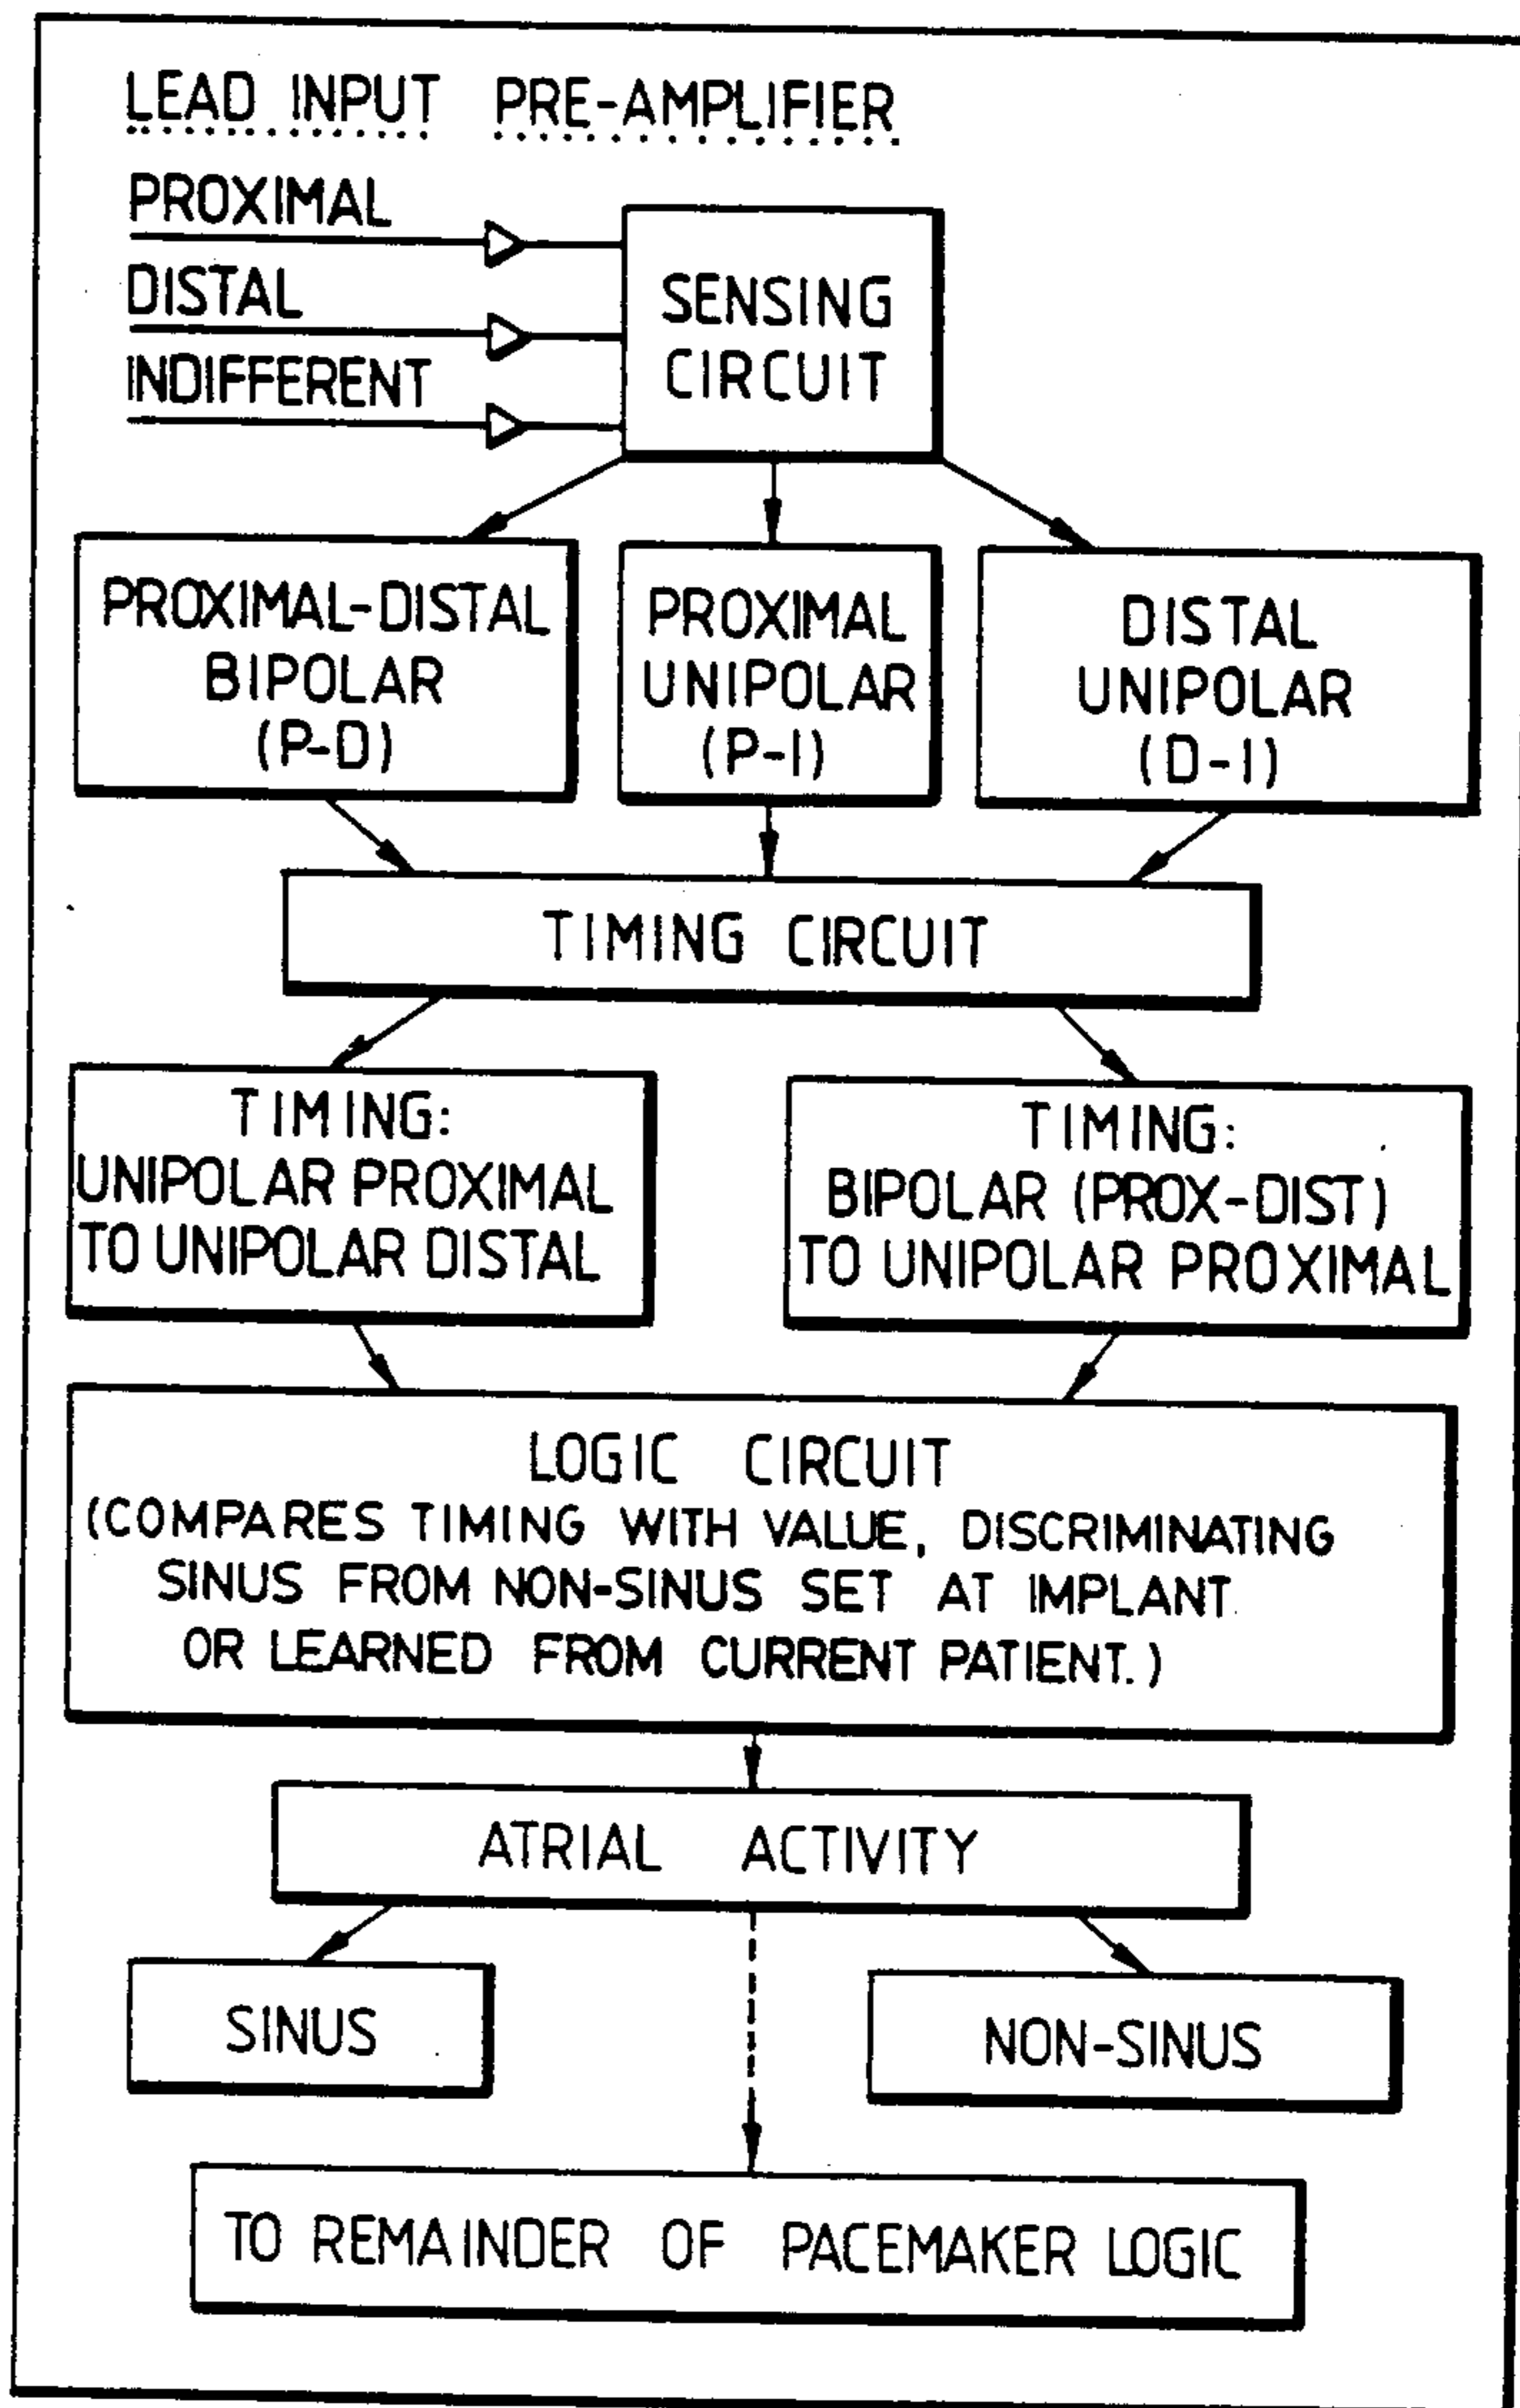 LEAD INPUT PRE-AMPLIFIER
PROXIMAL
DISTAL
INDIFFERENT
SENSING
CIRCUIT
PROXIMAL-DISTAL
BIPOLAR
(P-D)
PROXIMAL
UNIPOLAR
(P-I)
DISTAL
UNIPOLAR
(D-I)
TIMING CIRCUIT
TIMING:
UNIPOLAR PROXIMAL
TO UNIPOLAR DISTAL
TIMING:
BIPOLAR (PROX-DIST)
TO UNIPOLAR PROXIMAL
LOGIC CIRCUIT
(COMPARES TIMING WITH VALUE, DISCRIMINATING
SINUS FROM NON-SINUS SET AT IMPLANT
OR LEARNED FROM CURRENT PATIENT.)
ATRIAL ACTIVITY
SINUS
NON-SINUS
TO REMAINDER OF PACEMAKER LOGIC